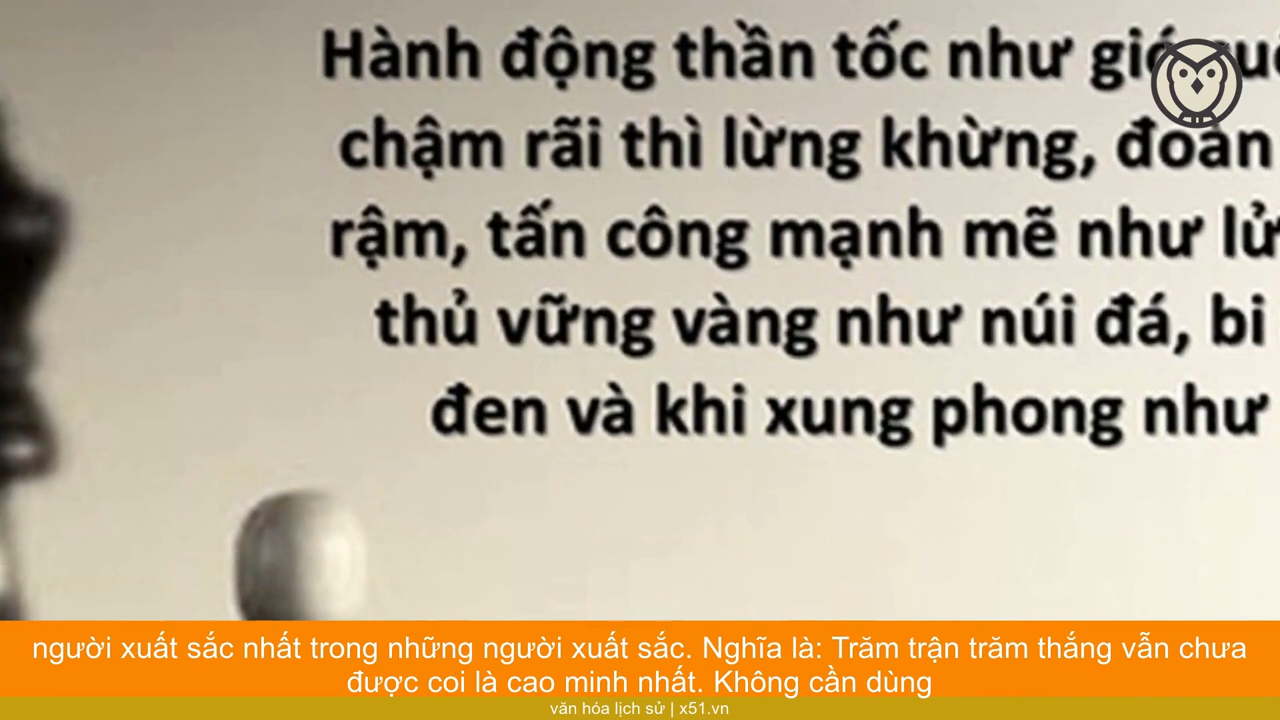 Hành động thần tốc như gió
chậm rãi thì lừng khừng, đoàn
rậm, tấn công mạnh mẽ như
thủ vững vàng như núi đá, bi
đen và khi xung phong như
người xuất sắc nhất trong những người xuất sắc. Nghĩa là: Trăm trận trăm thắng vẫn chưa
được coi là cao minh nhất. Không cần dùng
văn hóa lịch sử | x51.vn